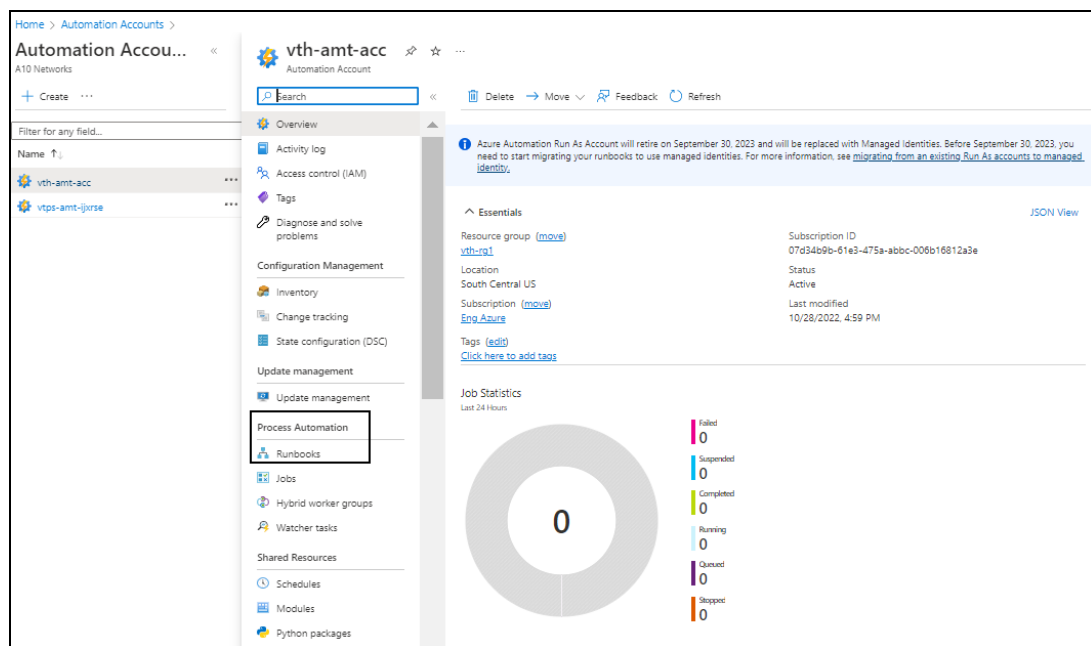 Home > Automation Accounts >
Automation Accou... «
A10 Networks
+ Create ...
Filter for any field...
Name ↑↓
vth-amt-acc ...
vtps-amt-ijxrse ...
vth-amt-acc ...
Automation Account
Search «
Overview
Activity log
Access control (IAM)
Tags
Diagnose and solve
problems
Configuration Management
Inventory
Change tracking
State configuration (DSC)
Update management
Update management
Process Automation
Runbooks
Jobs
Hybrid worker groups
Watcher tasks
Shared Resources
Schedules
Modules
Python packages
Delete Move Feedback Refresh
Azure Automation Run As Account will retire on September 30, 2023 and will be replaced with Managed Identities. Before September 30, 2023, you
need to start migrating your runbooks to use managed identities. For more information, see migrating from an existing Run As accounts to managed
identity.
Essentials JSON View
Resource group (move)
vth-rg1
Location
South Central US
Subscription (move)
Eng Azure
Subscription ID
07d34b9b-61e3-475a-abbc-006b16812a3e
Status
Active
Last modified
10/28/2022, 4:59 PM
Tags (edit)
Click here to add tags
Job Statistics
Last 24 Hours
0
Failed
0
Suspended
0
Completed
0
Running
0
Queued
0
Stopped
0